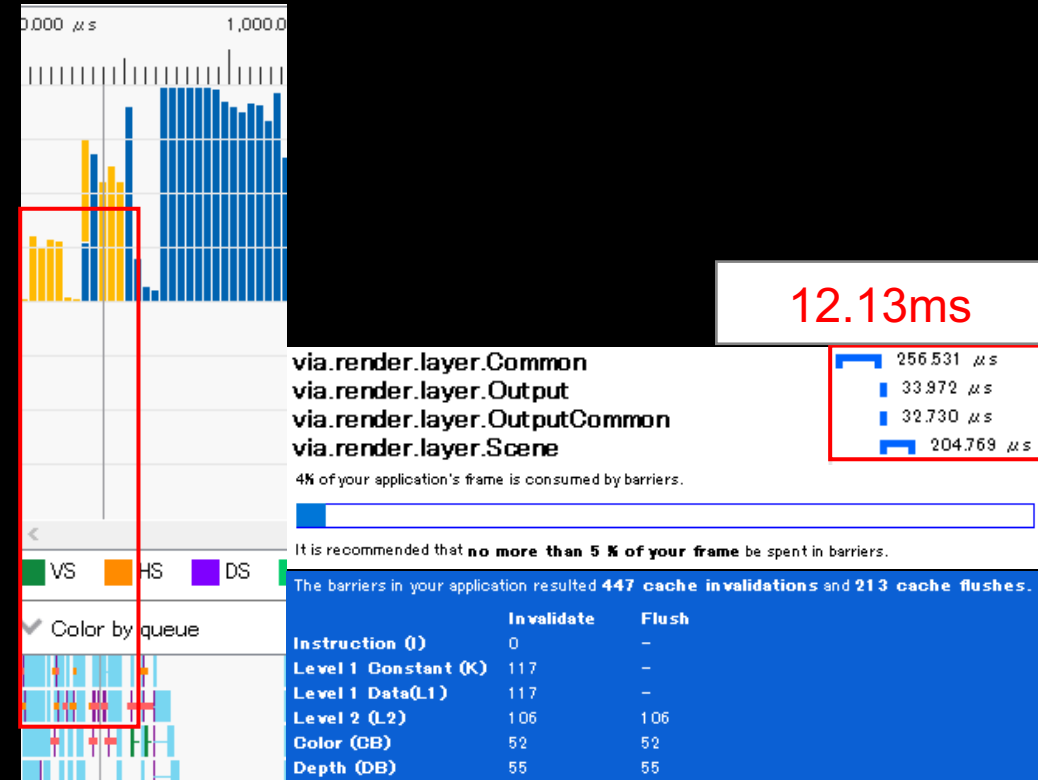 0.000 μs 1,000.0
12.13ms
via.render.layer.Common 256.531 μs
via.render.layer.Output 33.972 μs
via.render.layer.OutputCommon 32.730 μs
via.render.layer.Scene 204.769 μs
4% of your application's frame is consumed by barriers.
It is recommended that no more than 5 % of your frame be spent in barriers.
VS HS DS
The barriers in your application resulted 447 cache invalidations and 213 cache flushes.
Color by queue
Invalidate Flush
Instruction (I) 0 –
Level 1 Constant (K) 117 –
Level 1 Data(L1) 117 –
Level 2 (L2) 106 106
Color (CB) 52 52
Depth (DB) 55 55